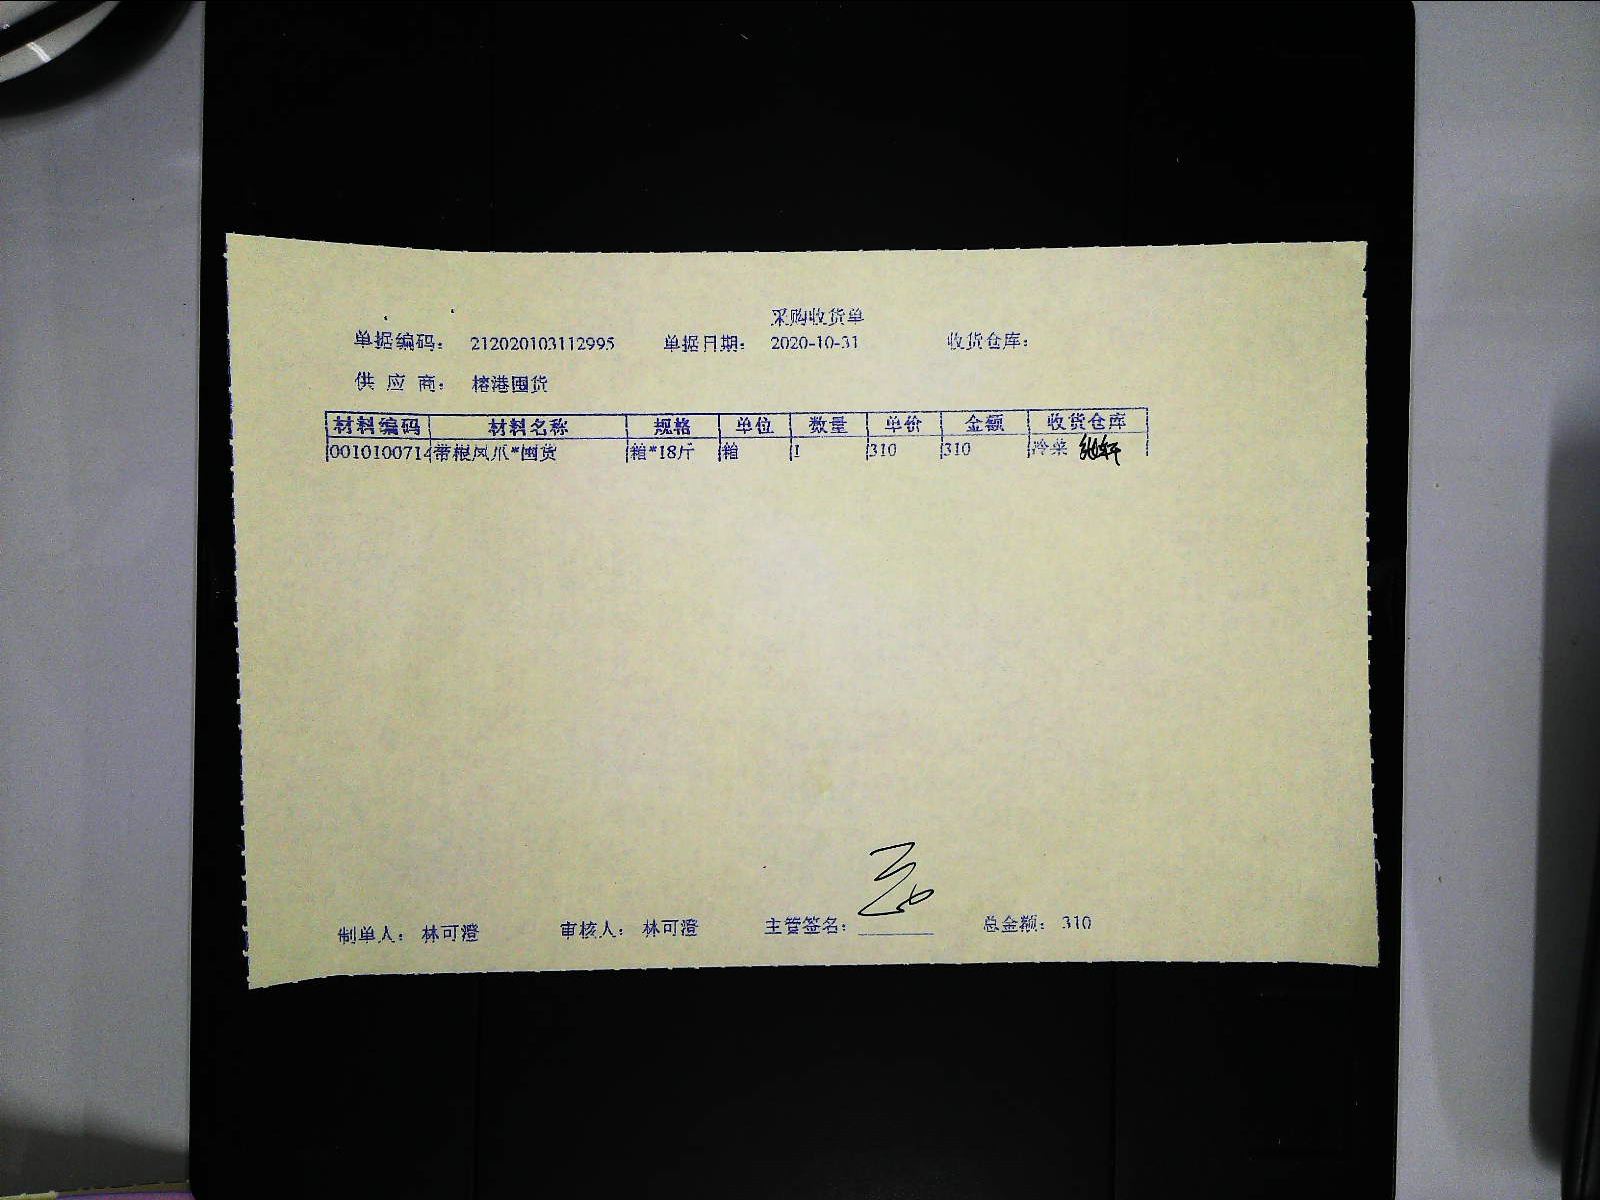 采购收货单
单据编码： 212020103112995 单据日期： 2020-10-31 收货仓库：
供 应 商： 榕港囤货
材料编码 材料名称 规格 单位 数量 单价 金额 收货仓库
0010100714 带根凤爪*囤货 箱*18斤 箱 1 310 310 冷菜
制单人： 林可澄 审核人： 林可澄 主管签名： 总金额： 310